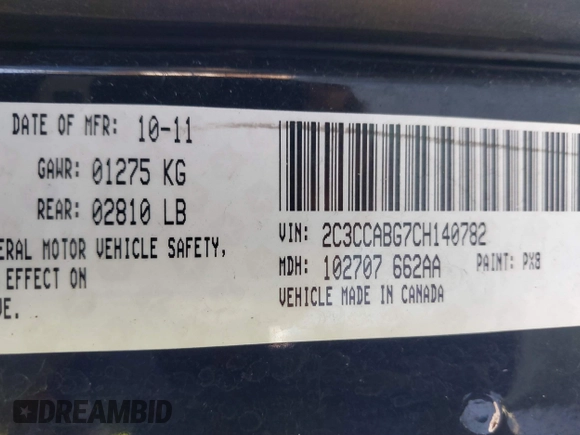 DATE OF MFR: 10-11
GAWR: 01275 KG
REAR: 02810 LB
ERAL MOTOR VEHICLE SAFETY,
EFFECT ON
VE.
VIN: 2C3CCABG7CH140782
MDH: 102707 662AA PAINT: PX8
VEHICLE MADE IN CANADA
DREAMBID